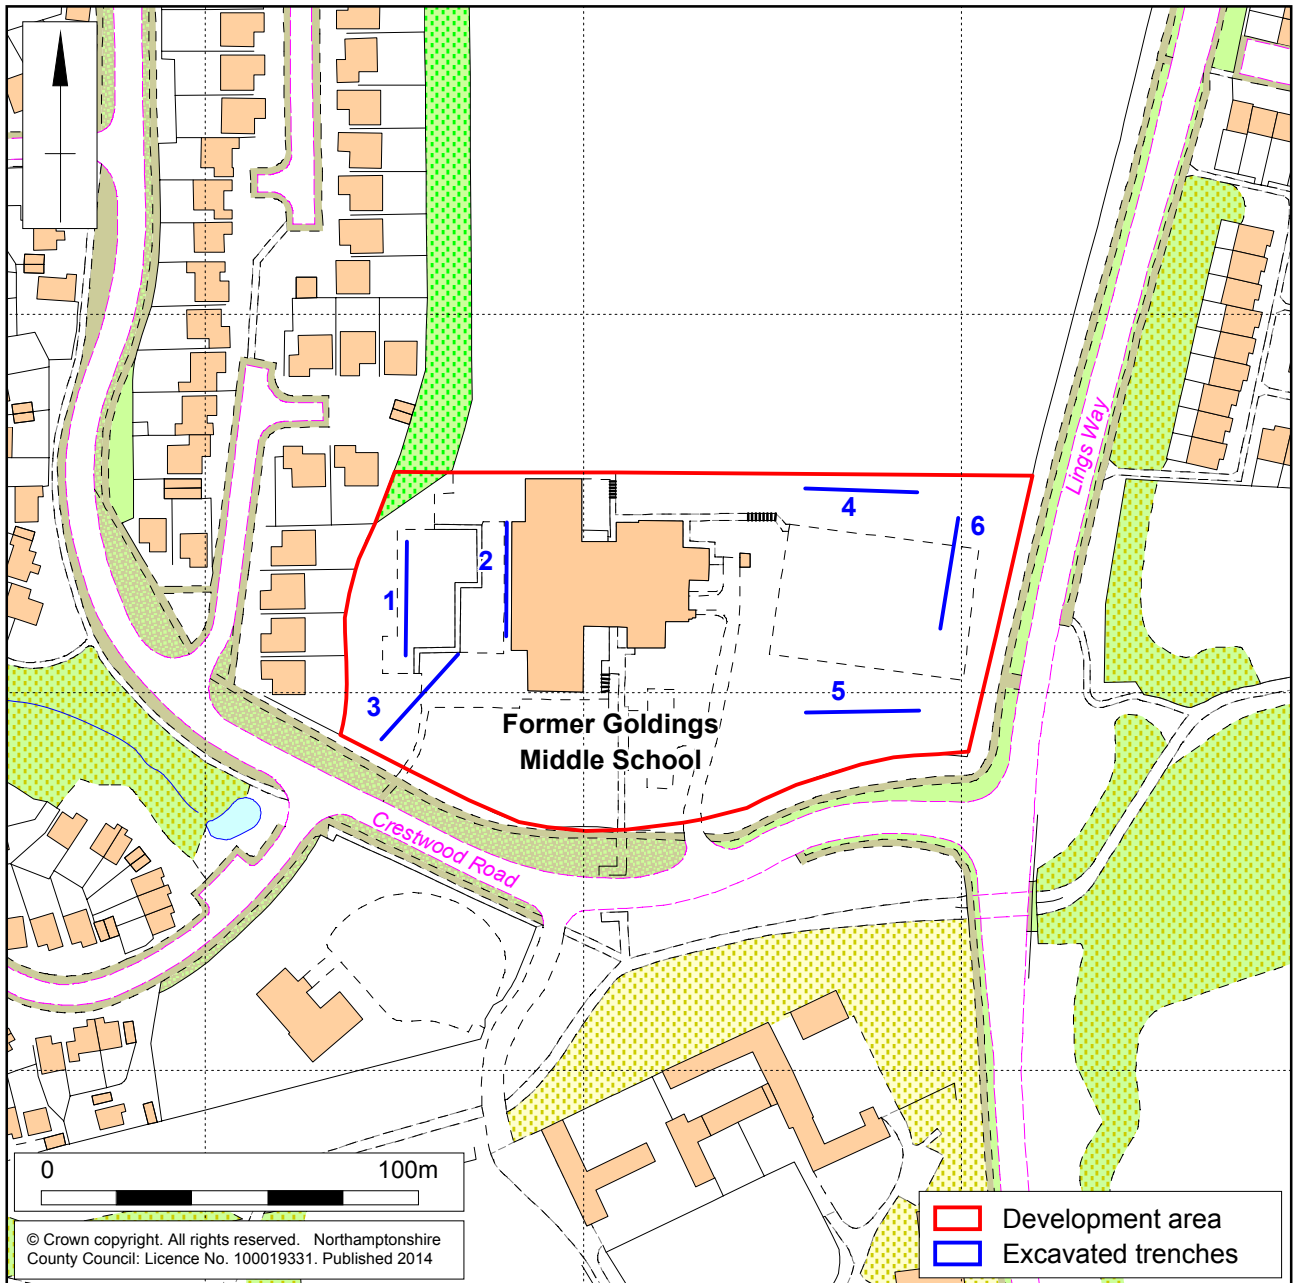 Lings Way
4
6
2
1
5
3
Former Goldings
Middle School
Crestwood Road
0 100m
© Crown copyright. All rights reserved. Northamptonshire
County Council: Licence No. 100019331. Published 2014
Development area
Excavated trenches